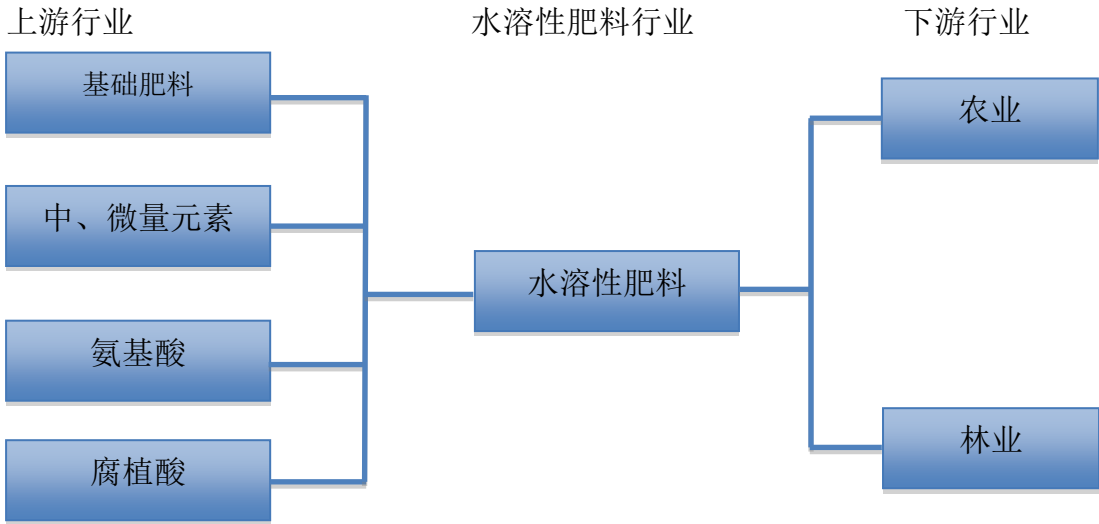 上游行业
水溶性肥料行业
下游行业
基础肥料
中、微量元素
氨基酸
腐植酸
水溶性肥料
农业
林业